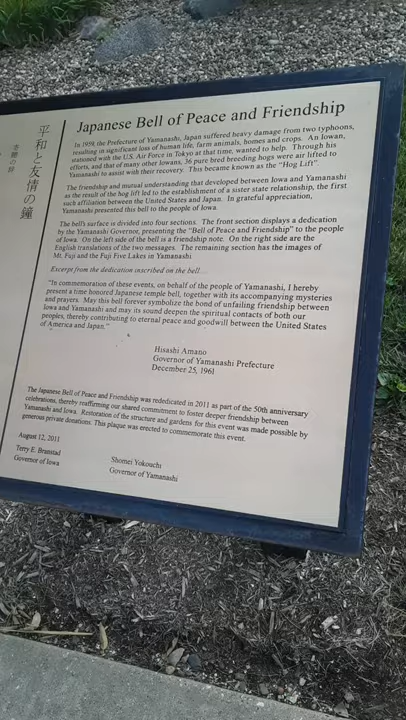 平和と友情の鐘
Japanese Bell of Peace and Friendship
In 1959, the Prefecture of Yamanashi, Japan suffered heavy damage from two typhoons,
resulting in significant loss of human life, farm animals, homes and crops. An Iowan,
stationed with the U.S. Air Force in Tokyo at that time, wanted to help. Through his
efforts, and that of many other Iowans, 36 pure bred breeding hogs were air lifted to
Yamanashi to assist with their recovery. This became known as the "Hog Lift".
The friendship and mutual understanding that developed between Iowa and Yamanashi
as the result of the hog lift led to the establishment of a sister state relationship, the first
such affiliation between the United States and Japan. In grateful appreciation,
Yamanashi presented this bell to the people of Iowa.
The bell's surface is divided into four sections. The front section displays a dedication
by the Yamanashi Governor, presenting the "Bell of Peace and Friendship" to the people
of Iowa. On the left side of the bell is a friendship note. On the right side are the
English translations of the two messages. The remaining section has the images of
Mt. Fuji and the Fuji Five Lakes in Yamanashi.
Excerpt from the dedication inscribed on the bell...
"In commemoration of these events, on behalf of the people of Yamanashi, I hereby
present a time honored Japanese temple bell, together with its accompanying mysteries
and prayers. May this bell forever symbolize the bond of unfailing friendship between
Iowa and Yamanashi and may its sound deepen the spiritual contacts of both our
peoples, thereby contributing to eternal peace and goodwill between the United States
of America and Japan."
Hisashi Amano
Governor of Yamanashi Prefecture
December 25, 1961
The Japanese Bell of Peace and Friendship was rededicated in 2011 as part of the 50th anniversary
celebrations, thereby reaffirming our shared commitment to foster deeper friendship between
Yamanashi and Iowa. Restoration of the structure and gardens for this event was made possible by
generous private donations. This plaque was erected to commemorate this event.
August 12, 2011
Terry E. Branstad
Governor of Iowa
Shomei Yokouchi
Governor of Yamanashi